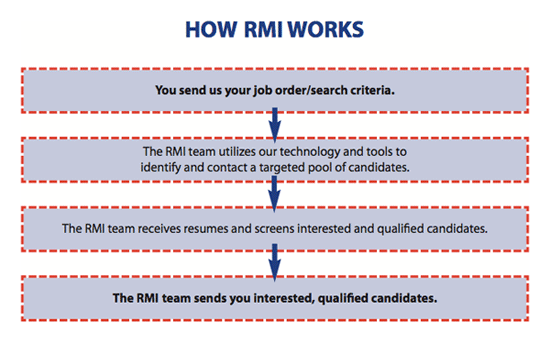 HOW RMI WORKS
You send us your job order/search criteria.
The RMI team utilizes our technology and tools to
identify and contact a targeted pool of candidates.
The RMI team receives resumes and screens interested and qualified candidates.
The RMI team sends you interested, qualified candidates.